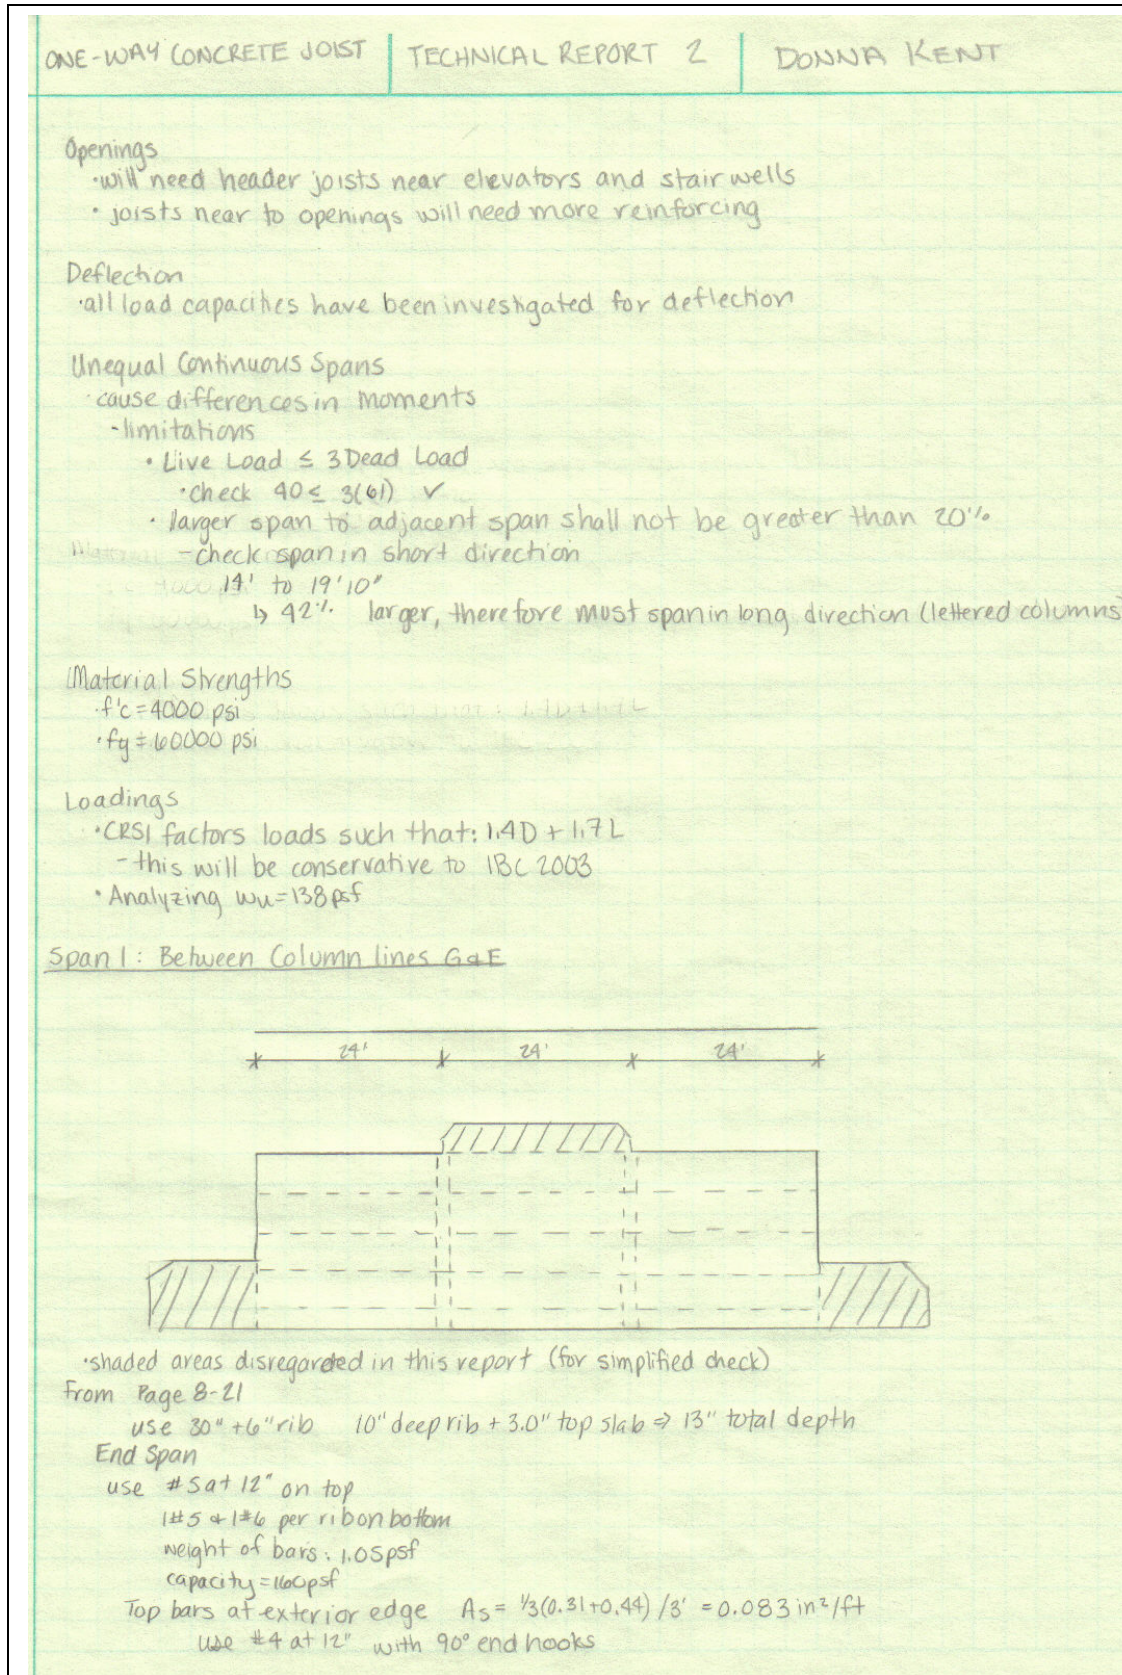 ONE-WAY CONCRETE JOIST TECHNICAL REPORT 2 DONNA KENT
Openings
·will need header joists near elevators and stairwells
· joists near to openings will need more reinforcing
Deflection
·all load capacities have been investigated for deflection
Unequal Continuous Spans
·cause differences in Moments
-limitations
· Live Load ≤ 3 Dead Load
·check 40 ≤ 3(61) ✓
· larger span to adjacent span shall not be greater than 20%
-check span in short direction
14' to 19'10"
↳ 42% larger, therefore must span in long direction (lettered columns)
Material Strengths
·f'c = 4000 psi
·fy = 60000 psi
Loadings
·CRSI factors loads such that: 1.4D + 1.7L
- this will be conservative to IBC 2003
· Analyzing wu = 138 psf
Span 1: Between Column lines G & E
24' 24' 24'
·shaded areas disregarded in this report (for simplified check)
From Page 8-21
use 30" + 6" rib 10" deep rib + 3.0" top slab ⇒ 13" total depth
End Span
use #5 at 12" on top
1#5 & 1#6 per rib on bottom
weight of bars: 1.05psf
capacity = 160psf
Top bars at exterior edge As = 1/3(0.31+0.44)/3' = 0.083 in²/ft
use #4 at 12" with 90° end hooks